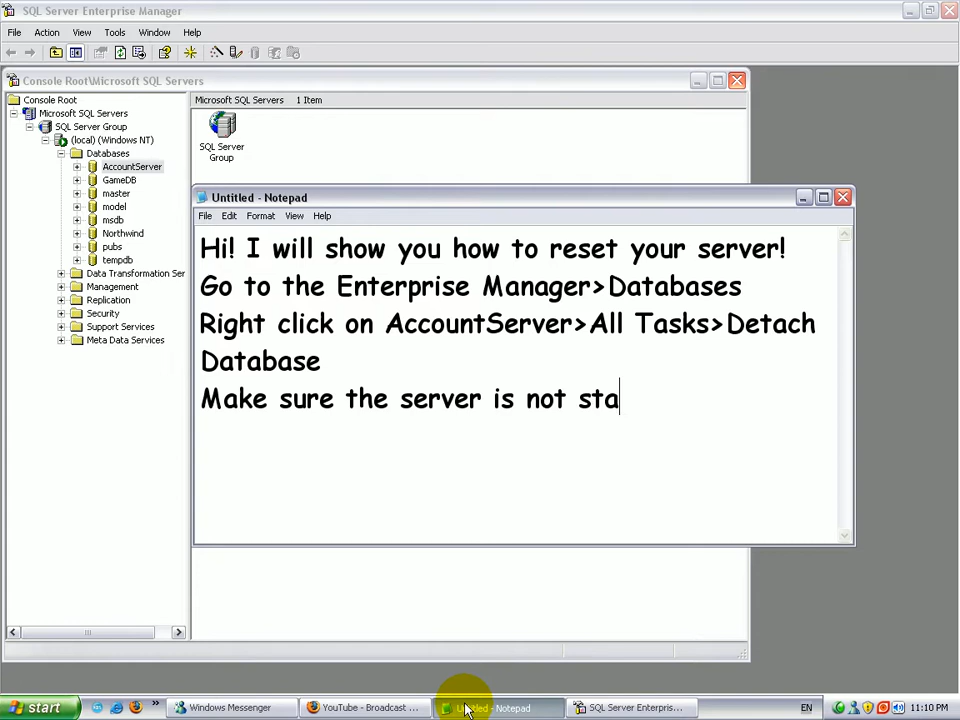 SQL Server Enterprise Manager
File Action View Tools Window Help
Console Root\Microsoft SQL Servers
Console Root
Microsoft SQL Servers
SQL Server Group
(local) (Windows NT)
Databases
AccountServer
GameDB
master
model
msdb
Northwind
pubs
tempdb
Data Transformation Ser
Management
Replication
Security
Support Services
Meta Data Services
Microsoft SQL Servers 1 Item
SQL Server
Group
Untitled - Notepad
File Edit Format View Help
Hi! I will show you how to reset your server!
Go to the Enterprise Manager>Databases
Right click on AccountServer>All Tasks>Detach
Database
Make sure the server is not sta
start » Windows Messenger YouTube - Broadcast ... Untitled - Notepad SQL Server Enterpris... EN 11:10 PM